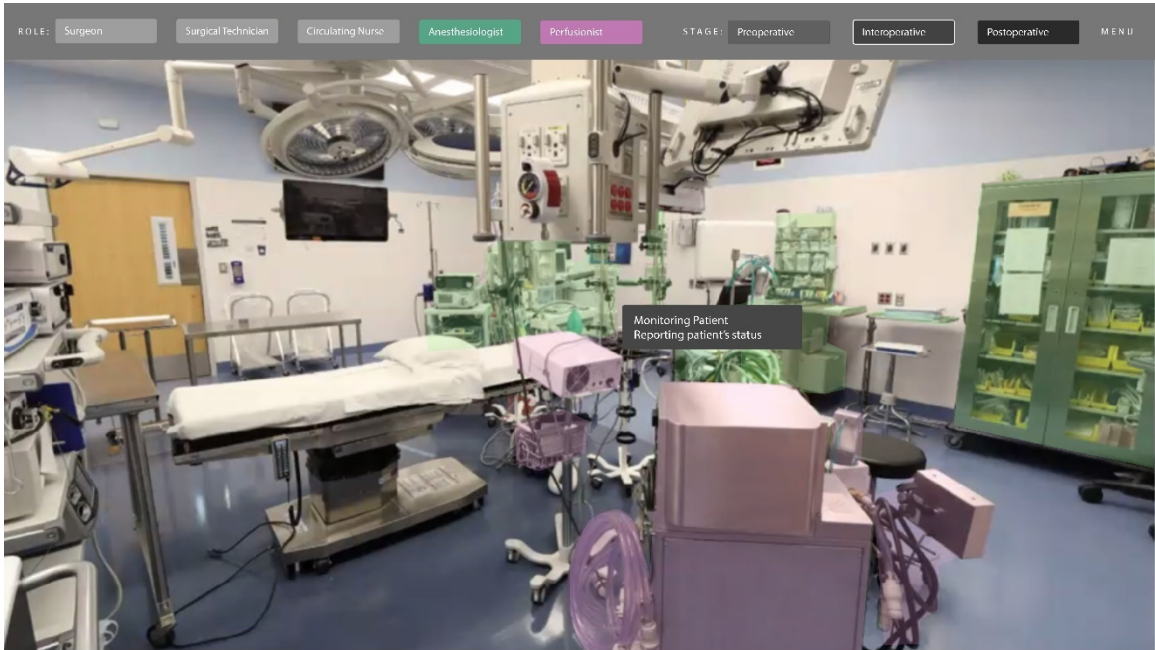 ROLE:
Surgeon
Surgical Technician
Circulating Nurse
Anesthesiologist
Perfusionist
STAGE:
Preoperative
Interoperative
Postoperative
MENU
Monitoring Patient
Reporting patient's status